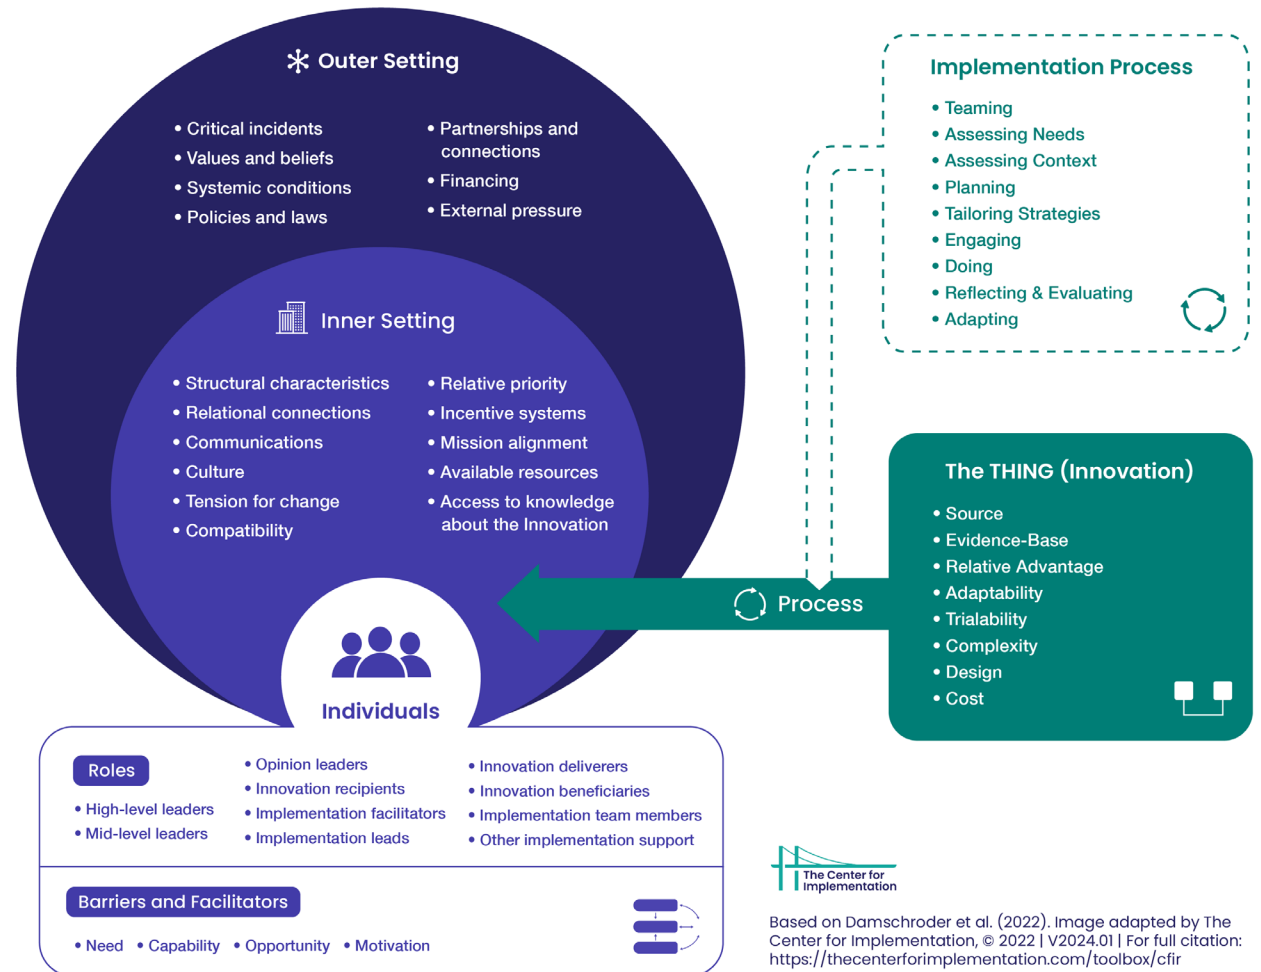 Outer Setting
• Critical incidents
• Values and beliefs
• Systemic conditions
• Policies and laws
• Partnerships and
connections
• Financing
• External pressure
Inner Setting
• Structural characteristics
• Relational connections
• Communications
• Culture
• Tension for change
• Compatibility
• Relative priority
• Incentive systems
• Mission alignment
• Available resources
• Access to knowledge
about the Innovation
Individuals
Roles
• High-level leaders
• Mid-level leaders
• Opinion leaders
• Innovation recipients
• Implementation facilitators
• Implementation leads
• Innovation deliverers
• Innovation beneficiaries
• Implementation team members
• Other implementation support
Barriers and Facilitators
• Need • Capability • Opportunity • Motivation
Implementation Process
• Teaming
• Assessing Needs
• Assessing Context
• Planning
• Tailoring Strategies
• Engaging
• Doing
• Reflecting & Evaluating
• Adapting
Process
The THING (Innovation)
• Source
• Evidence-Base
• Relative Advantage
• Adaptability
• Trialability
• Complexity
• Design
• Cost
The Center for
Implementation
Based on Damschroder et al. (2022). Image adapted by The
Center for Implementation, © 2022 | V2024.01 | For full citation:
https://thecenterforimplementation.com/toolbox/cfir